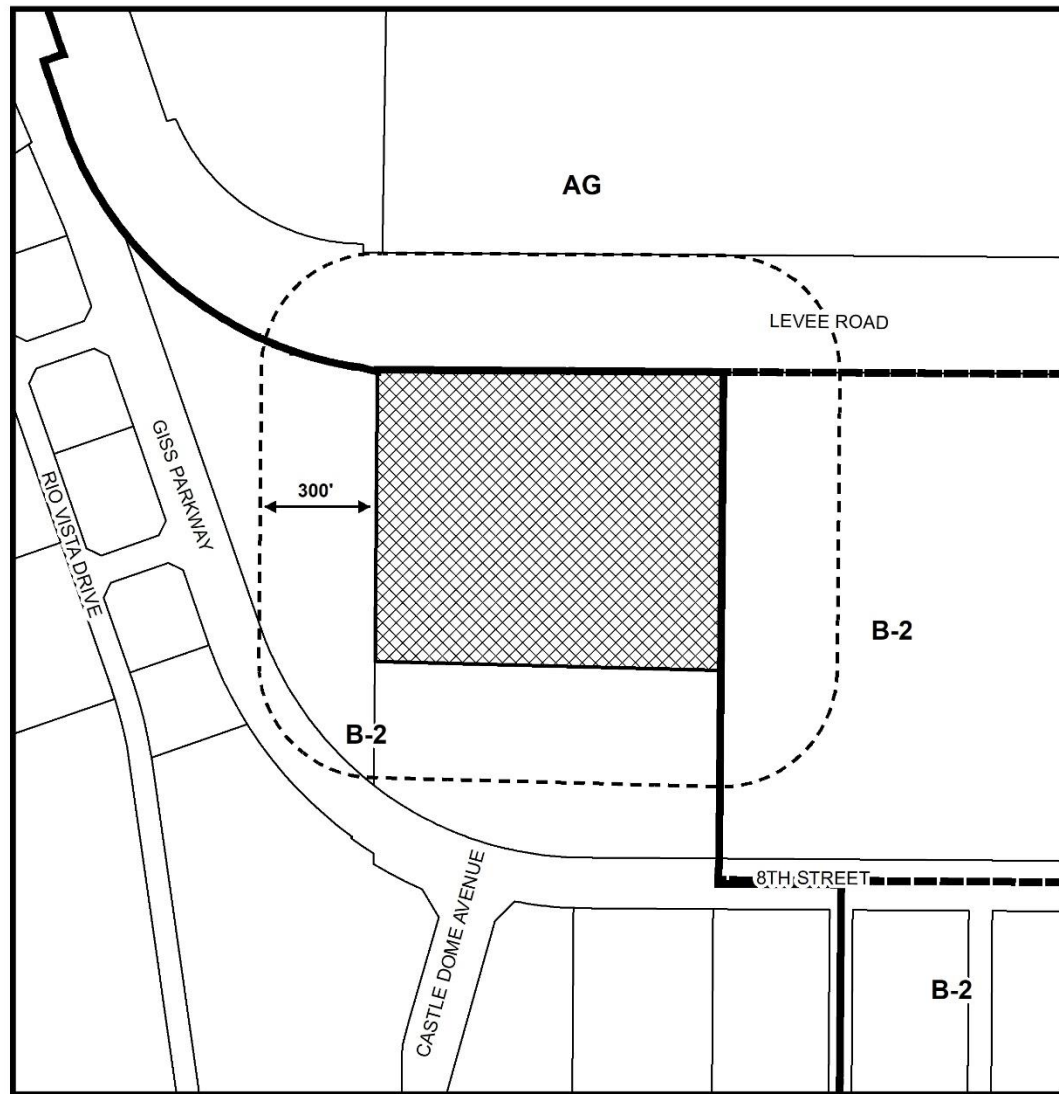 AG
LEVEE ROAD
GISS PARKWAY
300'
RIO VISTA DRIVE
B-2
B-2
8TH STREET
CASTLE DOME AVENUE
B-2